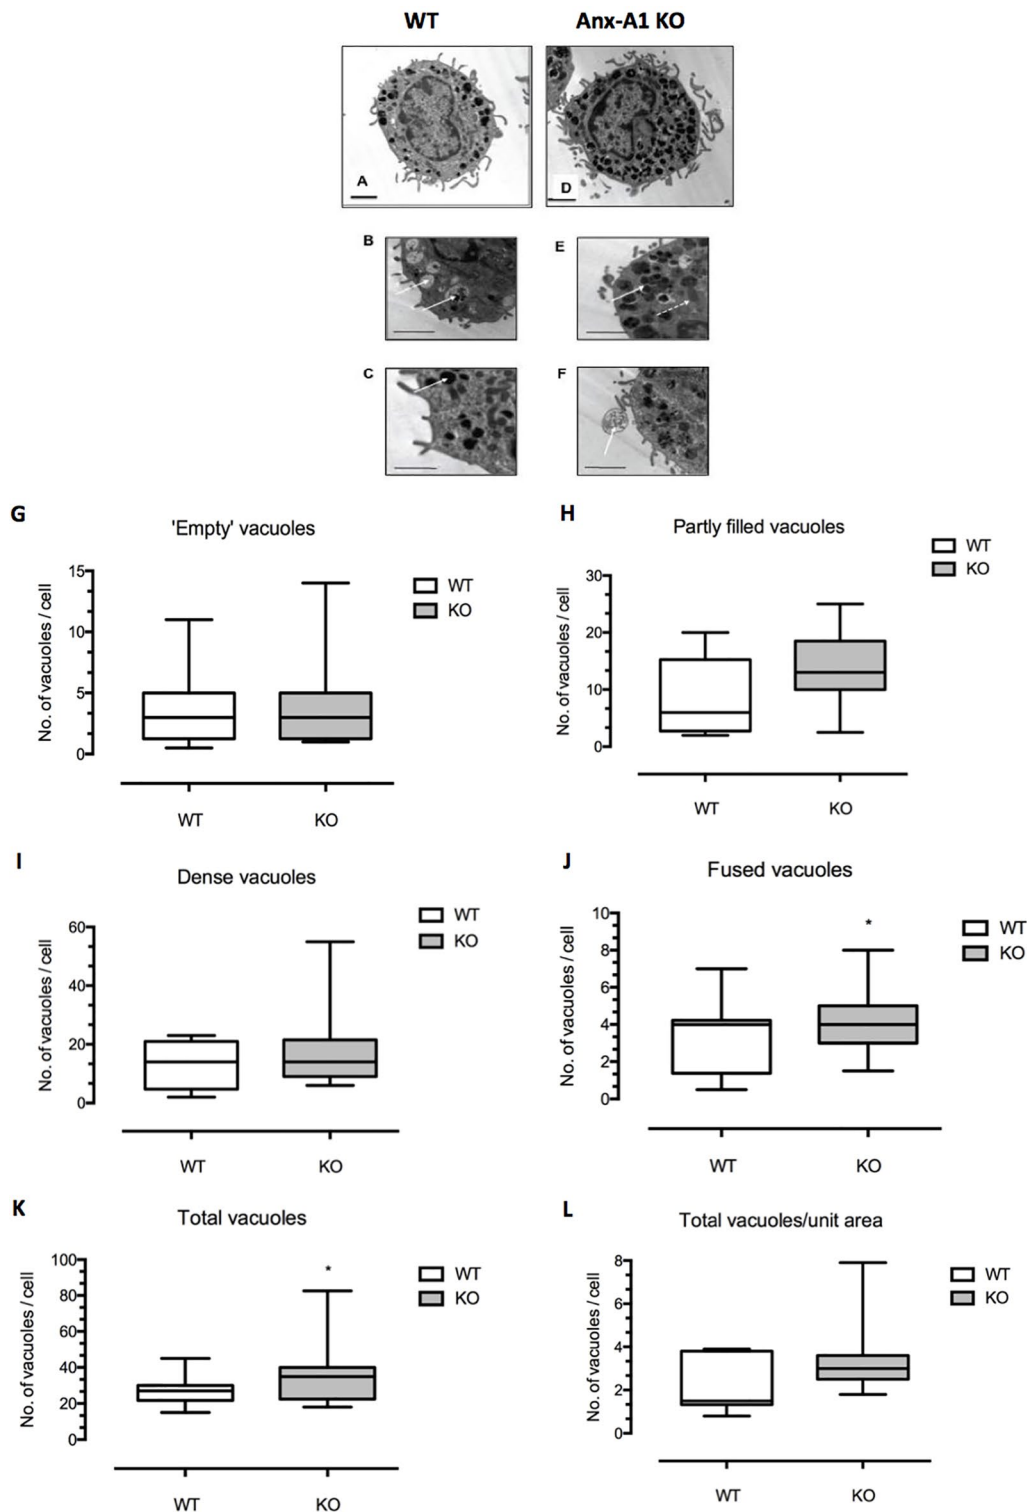 WT
Anx-A1 KO
A
D
B
E
C
F
G
'Empty' vacuoles
No. of vacuoles / cell
15
10
5
0
WT
KO
WT
KO
H
Partly filled vacuoles
No. of vacuoles / cell
30
20
10
0
WT
KO
WT
KO
I
Dense vacuoles
No. of vacuoles / cell
60
40
20
0
WT
KO
WT
KO
J
Fused vacuoles
No. of vacuoles / cell
10
8
6
4
2
0
*
WT
KO
WT
KO
K
Total vacuoles
No. of vacuoles / cell
100
80
60
40
20
0
*
WT
KO
WT
KO
L
Total vacuoles/unit area
No. of vacuoles / cell
8
6
4
2
0
WT
KO
WT
KO